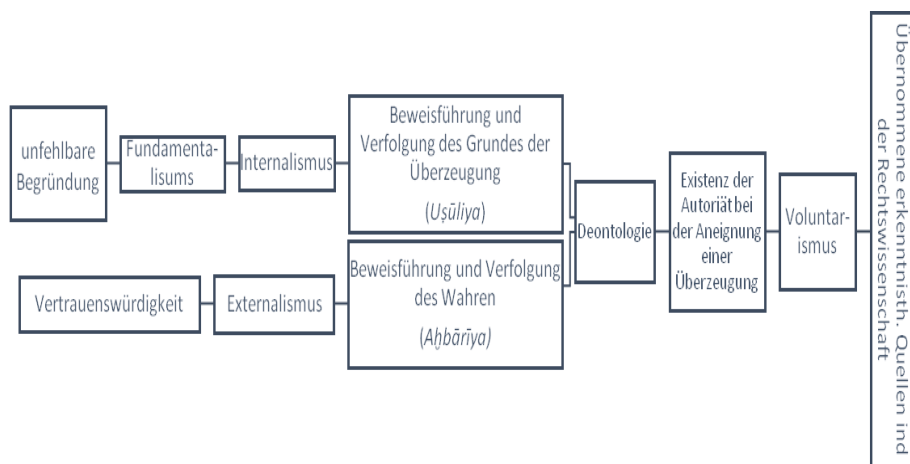 unfehlbare
Begründung
Fundamenta-
lisums
Internalismus
Beweisführung und
Verfolgung des Grundes der
Überzeugung
(Uṣūliya)
Vertrauenswürdigkeit
Externalismus
Beweisführung und Verfolgung
des Wahren
(Aḫbārīya)
Deontologie
Existenz der
Autoriät bei
der Aneignung
einer
Überzeugung
Voluntar-
ismus
Übernommene erkenntnisth. Quellen ind
der Rechtswissenschaft